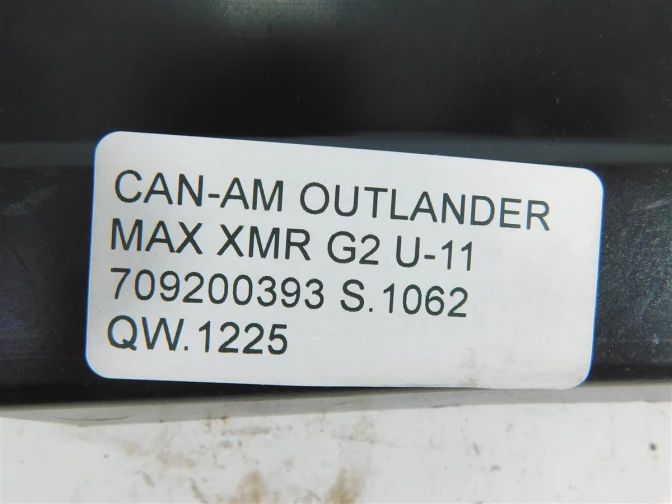 CAN-AM OUTLANDER
MAX XMR G2 U-11
709200393 S.1062
QW.1225